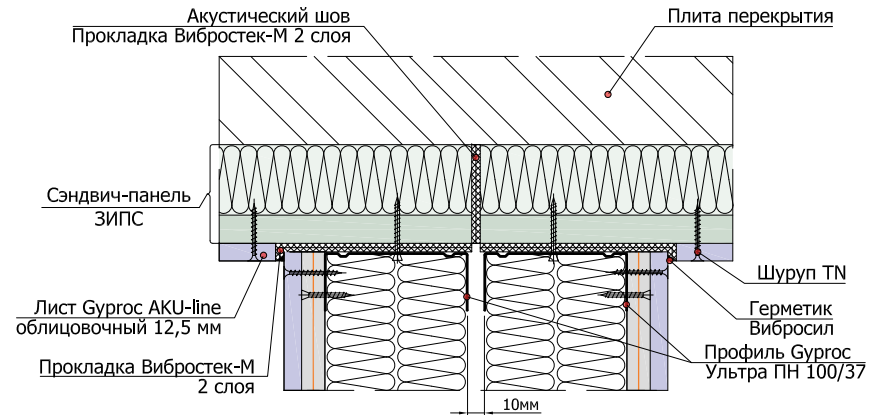 Акустический шов
Прокладка Вибростек-М 2 слоя
Плита перекрытия
Сэндвич-панель
ЗИПС
Шуруп TN
Лист Gyproc AKU-line
облицовочный 12,5 мм
Герметик
Вибросил
Прокладка Вибростек-М
2 слоя
Профиль Gyproc
Ультра ПН 100/37
10мм